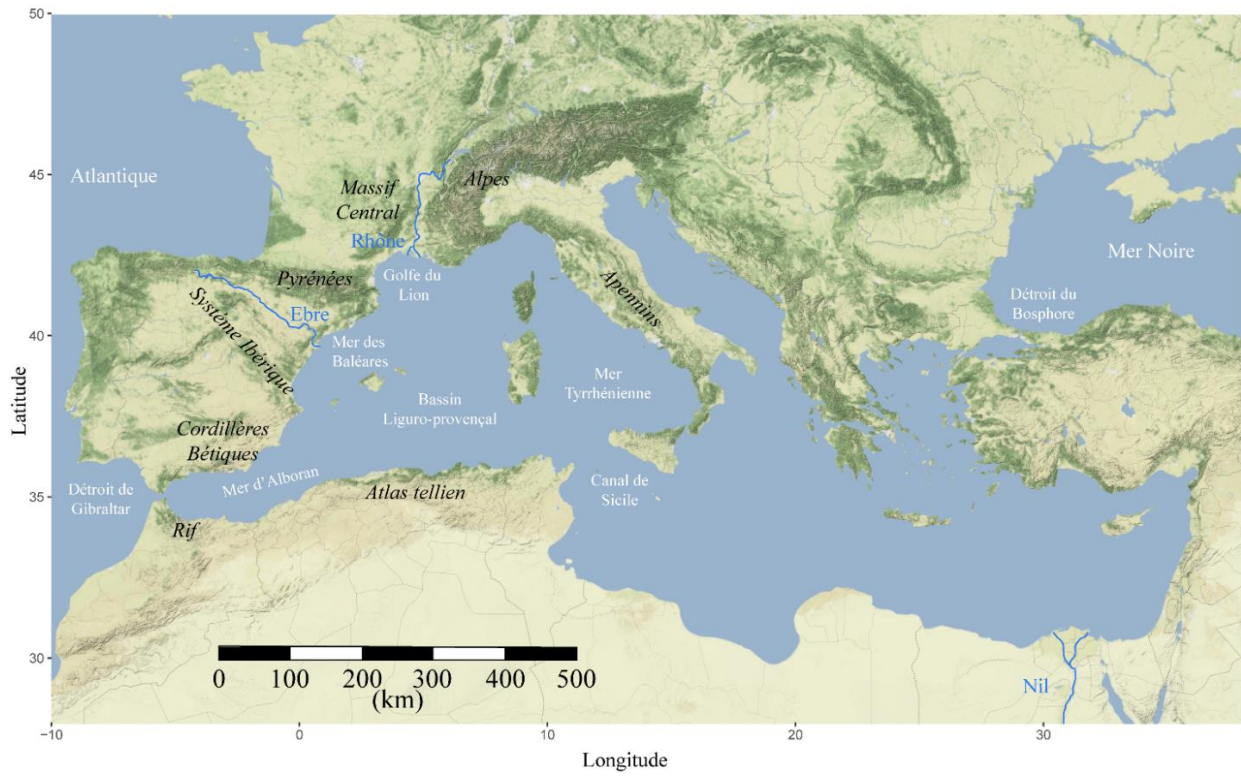 50
45
40
35
30
Latitude
Atlantique
Massif
Central
Alpes
Rhône
Golfe du
Lion
Pyrénées
Ebre
Système Ibérique
Mer des
Baléares
Apennins
Mer Noire
Détroit du
Bosphore
Mer
Tyrrhénienne
Bassin
Liguro-provençal
Cordillères
Bétiques
Mer d’Alboran
Détroit de
Gibraltar
Rif
Atlas tellien
Canal de
Sicile
0 100 200 300 400 500
(km)
Nil
-10 0 10 20 30
Longitude